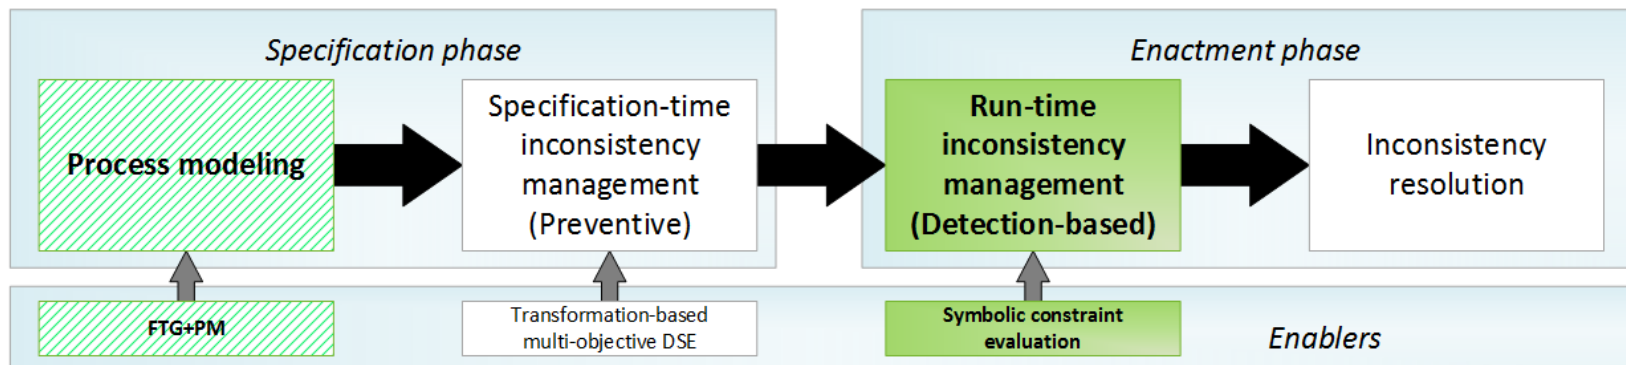 Specification phase
Enactment phase
Process modeling
Specification-time
inconsistency
management
(Preventive)
Run-time
inconsistency
management
(Detection-based)
Inconsistency
resolution
FTG+PM
Transformation-based
multi-objective DSE
Symbolic constraint
evaluation
Enablers